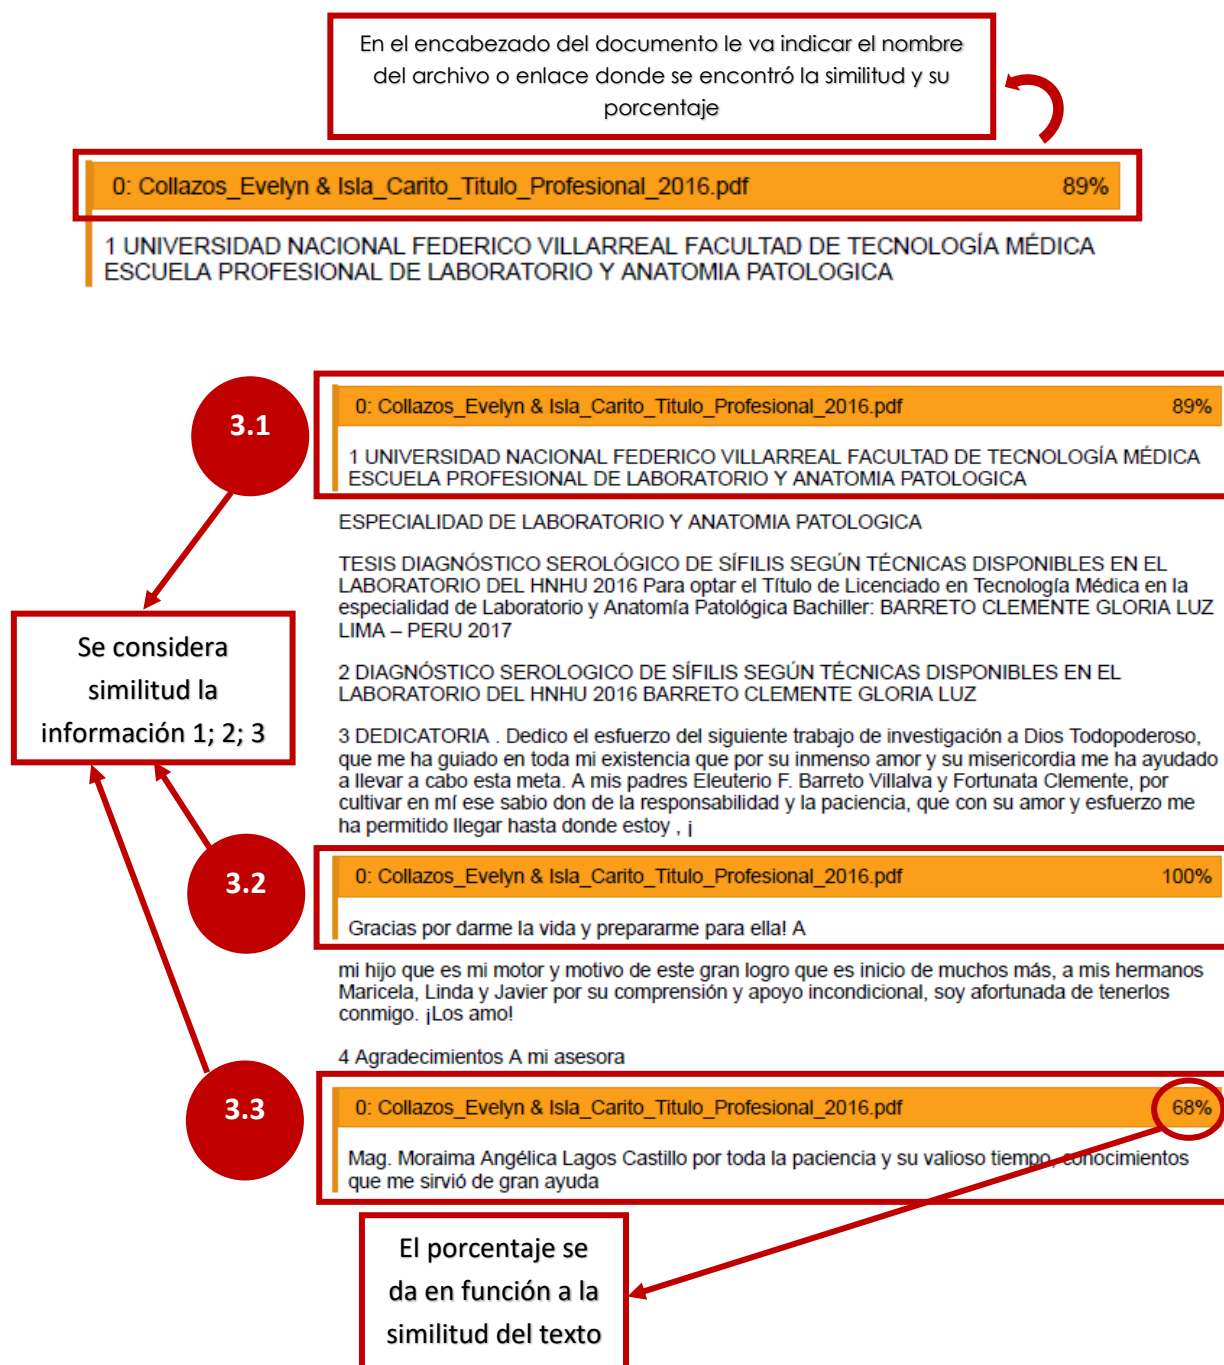 En el encabezado del documento le va indicar el nombre
del archivo o enlace donde se encontró la similitud y su
porcentaje
0: Collazos_Evelyn & Isla_Carito_Titulo_Profesional_2016.pdf 89%
1 UNIVERSIDAD NACIONAL FEDERICO VILLARREAL FACULTAD DE TECNOLOGÍA MÉDICA
ESCUELA PROFESIONAL DE LABORATORIO Y ANATOMIA PATOLOGICA
3.1
0: Collazos_Evelyn & Isla_Carito_Titulo_Profesional_2016.pdf 89%
1 UNIVERSIDAD NACIONAL FEDERICO VILLARREAL FACULTAD DE TECNOLOGÍA MÉDICA
ESCUELA PROFESIONAL DE LABORATORIO Y ANATOMIA PATOLOGICA
ESPECIALIDAD DE LABORATORIO Y ANATOMIA PATOLOGICA
TESIS DIAGNÓSTICO SEROLÓGICO DE SÍFILIS SEGÚN TÉCNICAS DISPONIBLES EN EL
LABORATORIO DEL HNHU 2016 Para optar el Título de Licenciado en Tecnología Médica en la
especialidad de Laboratorio y Anatomía Patológica Bachiller: BARRETO CLEMENTE GLORIA LUZ
LIMA – PERU 2017
Se considera
similitud la
información 1; 2; 3
2 DIAGNÓSTICO SEROLOGICO DE SÍFILIS SEGÚN TÉCNICAS DISPONIBLES EN EL
LABORATORIO DEL HNHU 2016 BARRETO CLEMENTE GLORIA LUZ
3 DEDICATORIA . Dedico el esfuerzo del siguiente trabajo de investigación a Dios Todopoderoso,
que me ha guiado en toda mi existencia que por su inmenso amor y su misericordia me ha ayudado
a llevar a cabo esta meta. A mis padres Eleuterio F. Barreto Villalva y Fortunata Clemente, por
cultivar en mí ese sabio don de la responsabilidad y la paciencia, que con su amor y esfuerzo me
ha permitido llegar hasta donde estoy , ¡
3.2
0: Collazos_Evelyn & Isla_Carito_Titulo_Profesional_2016.pdf 100%
Gracias por darme la vida y prepararme para ella! A
mi hijo que es mi motor y motivo de este gran logro que es inicio de muchos más, a mis hermanos
Maricela, Linda y Javier por su comprensión y apoyo incondicional, soy afortunada de tenerlos
conmigo. ¡Los amo!
4 Agradecimientos A mi asesora
3.3
0: Collazos_Evelyn & Isla_Carito_Titulo_Profesional_2016.pdf 68%
Mag. Moraima Angélica Lagos Castillo por toda la paciencia y su valioso tiempo, conocimientos
que me sirvió de gran ayuda
El porcentaje se
da en función a la
similitud del texto